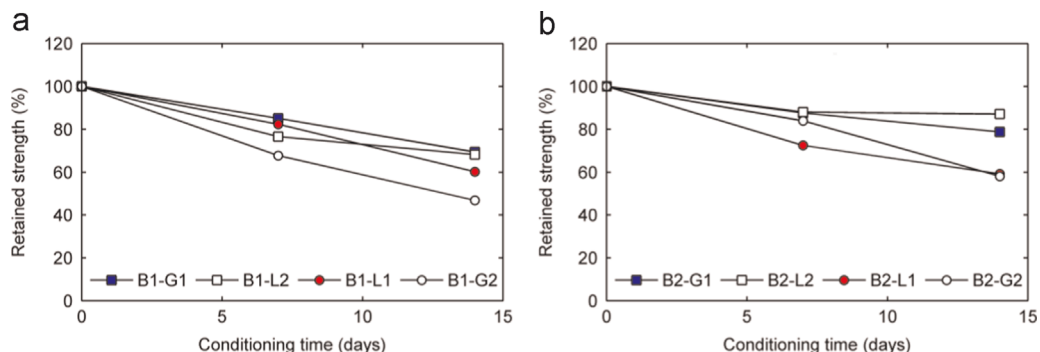 a
120
100
80
60
40
20
0
Retained strength (%)
B1-G1 B1-L2 B1-L1 B1-G2
0 5 10 15
Conditioning time (days)
b
120
100
80
60
40
20
0
Retained strength (%)
B2-G1 B2-L2 B2-L1 B2-G2
0 5 10 15
Conditioning time (days)